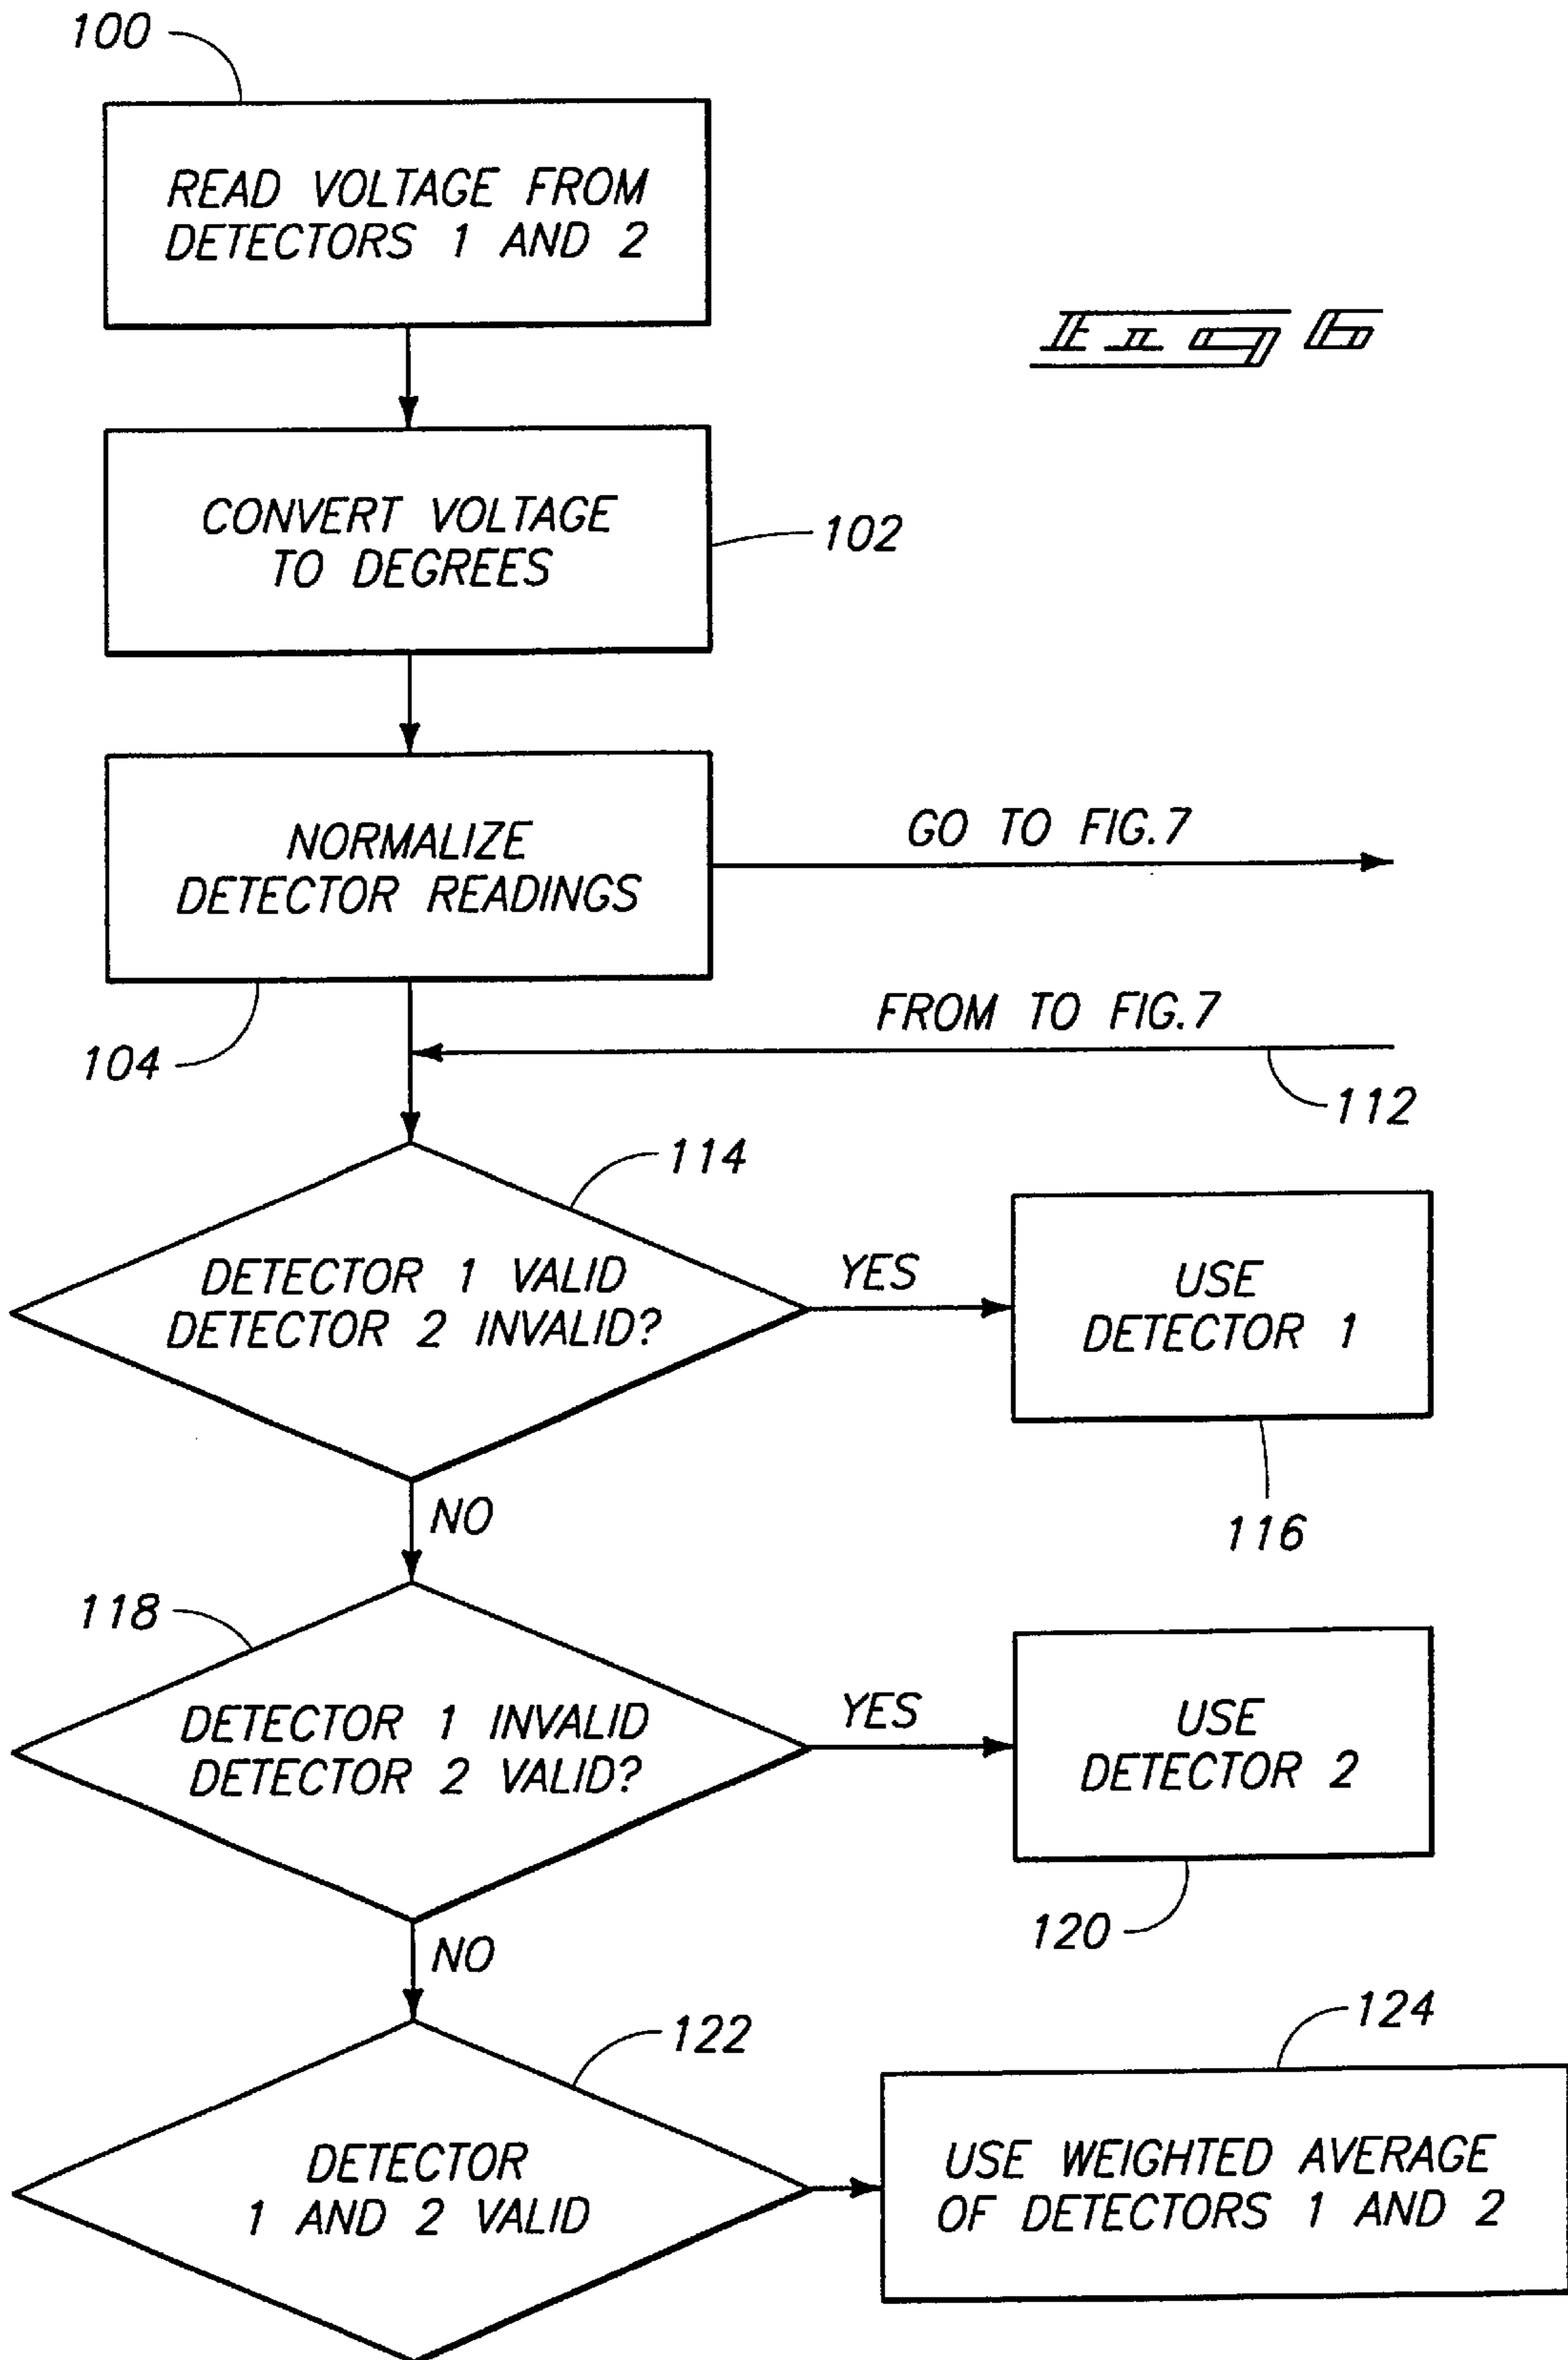 100
READ VOLTAGE FROM
DETECTORS 1 AND 2
Fig 6
CONVERT VOLTAGE
TO DEGREES
102
NORMALIZE
DETECTOR READINGS
GO TO FIG.7
104
FROM TO FIG.7
112
114
DETECTOR 1 VALID
DETECTOR 2 INVALID?
YES
USE
DETECTOR 1
116
NO
118
DETECTOR 1 INVALID
DETECTOR 2 VALID?
YES
USE
DETECTOR 2
120
NO
122
124
DETECTOR
1 AND 2 VALID
USE WEIGHTED AVERAGE
OF DETECTORS 1 AND 2